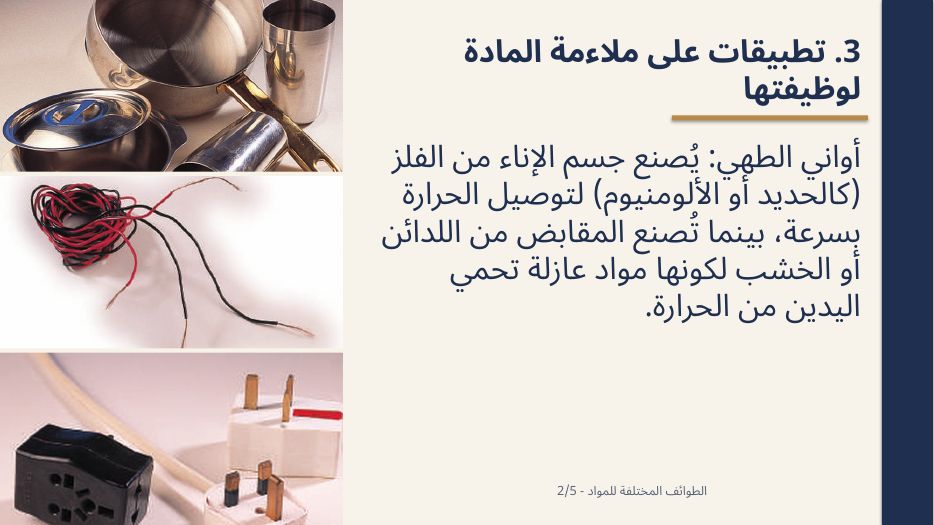 3. تطبيقات على ملاءمة المادة
لوظيفتها
أواني الطهي: يُصنع جسم الإناء من الفلز
(كالحديد أو الألومنيوم) لتوصيل الحرارة
بسرعة، بينما تُصنع المقابض من اللدائن
أو الخشب لكونها مواد عازلة تحمي
اليدين من الحرارة.
الطوائف المختلفة للمواد - 2/5